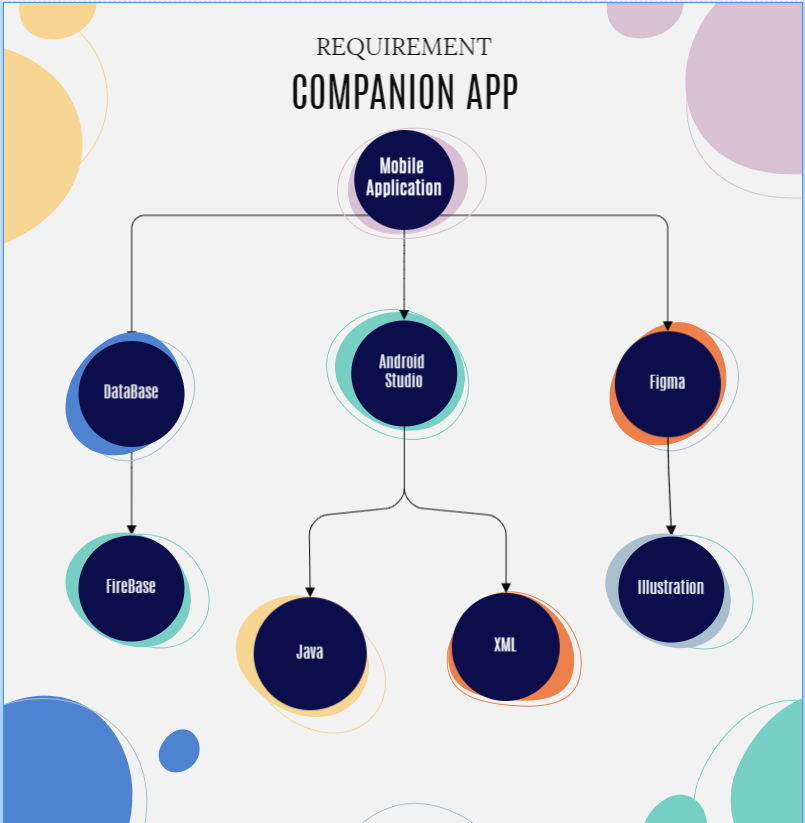 REQUIREMENT
COMPANION APP
Mobile
Application
DataBase
Android
Studio
Figma
FireBase
Java
XML
Illustration